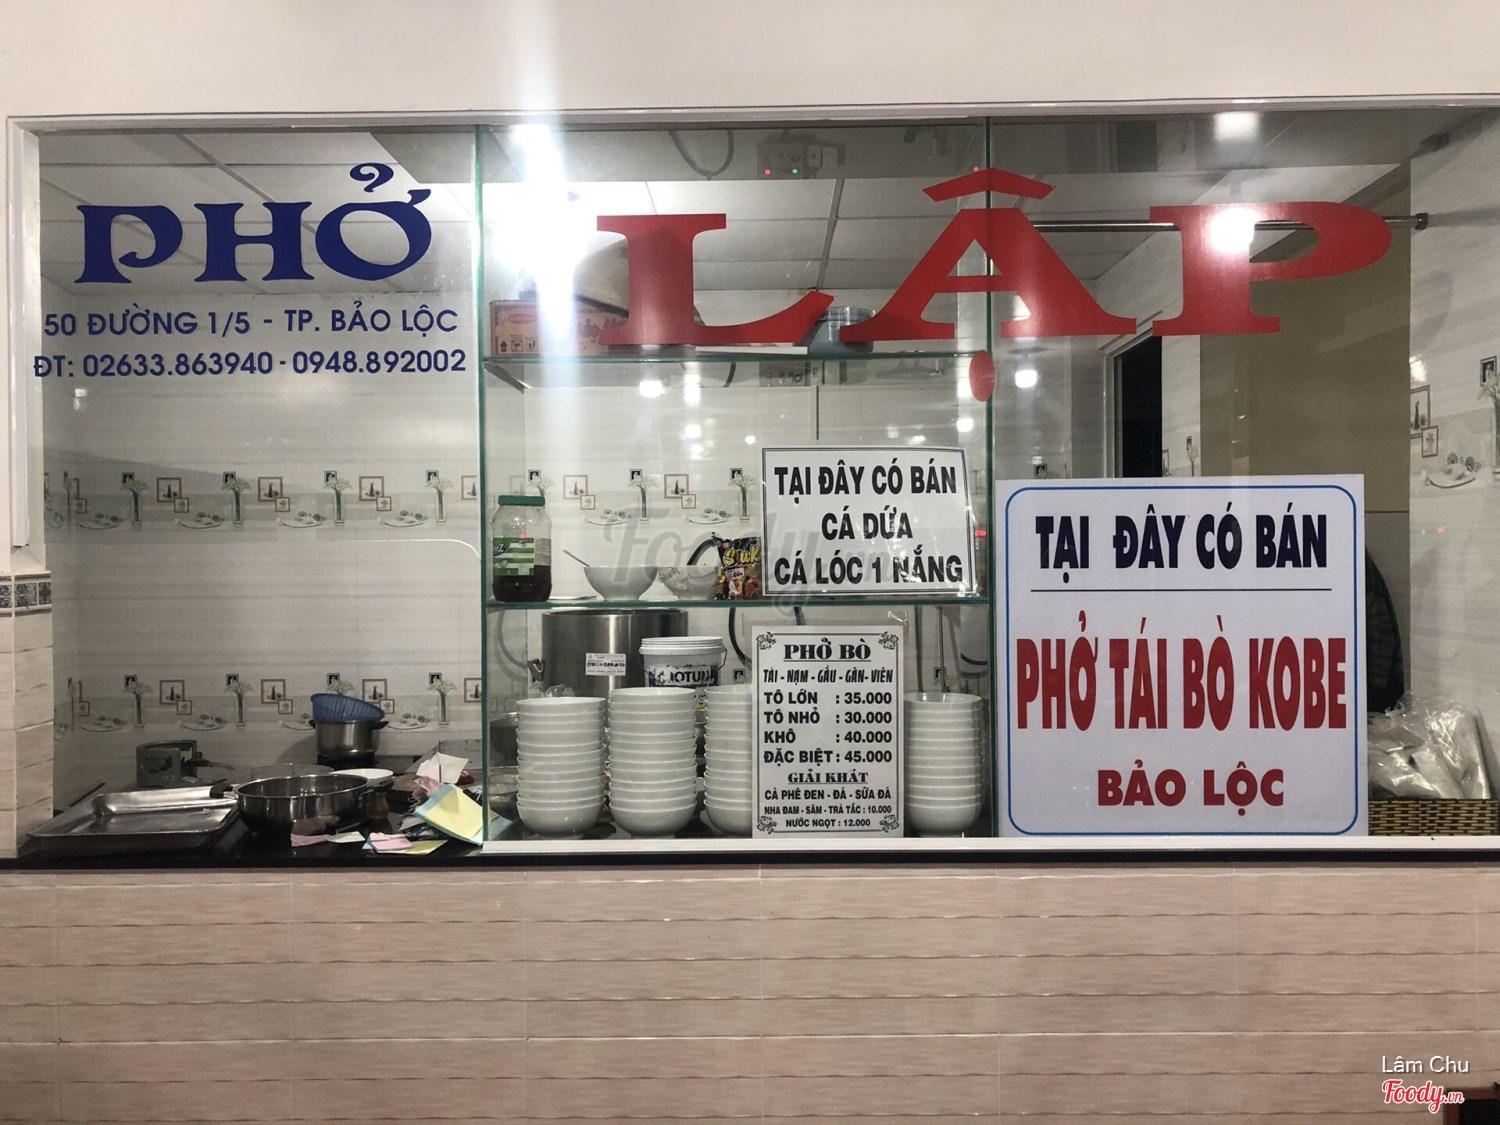 PHỞ LẬP
50 ĐƯỜNG 1/5 - TP. BẢO LỘC
ĐT: 02633.863940 - 0948.892002
TẠI ĐÂY CÓ BÁN
CÁ DỨA
CÁ LÓC 1 NẮNG
PHỞ BÒ
TÁI - NẠM - GẦU - GÂN - VIÊN
TÔ LỚN : 35.000
TÔ NHỎ : 30.000
KHÔ : 40.000
ĐẶC BIỆT : 45.000
GIẢI KHÁT
CÀ PHÊ ĐEN - ĐÁ - SỮA ĐÁ
NHA ĐAM - SÂM - TRÀ TẮC : 10.000
NƯỚC NGỌT : 12.000
TẠI ĐÂY CÓ BÁN
PHỞ TÁI BÒ KOBE
BẢO LỘC
JOTUN
Foody.vn
Lâm Chu
Foody.vn